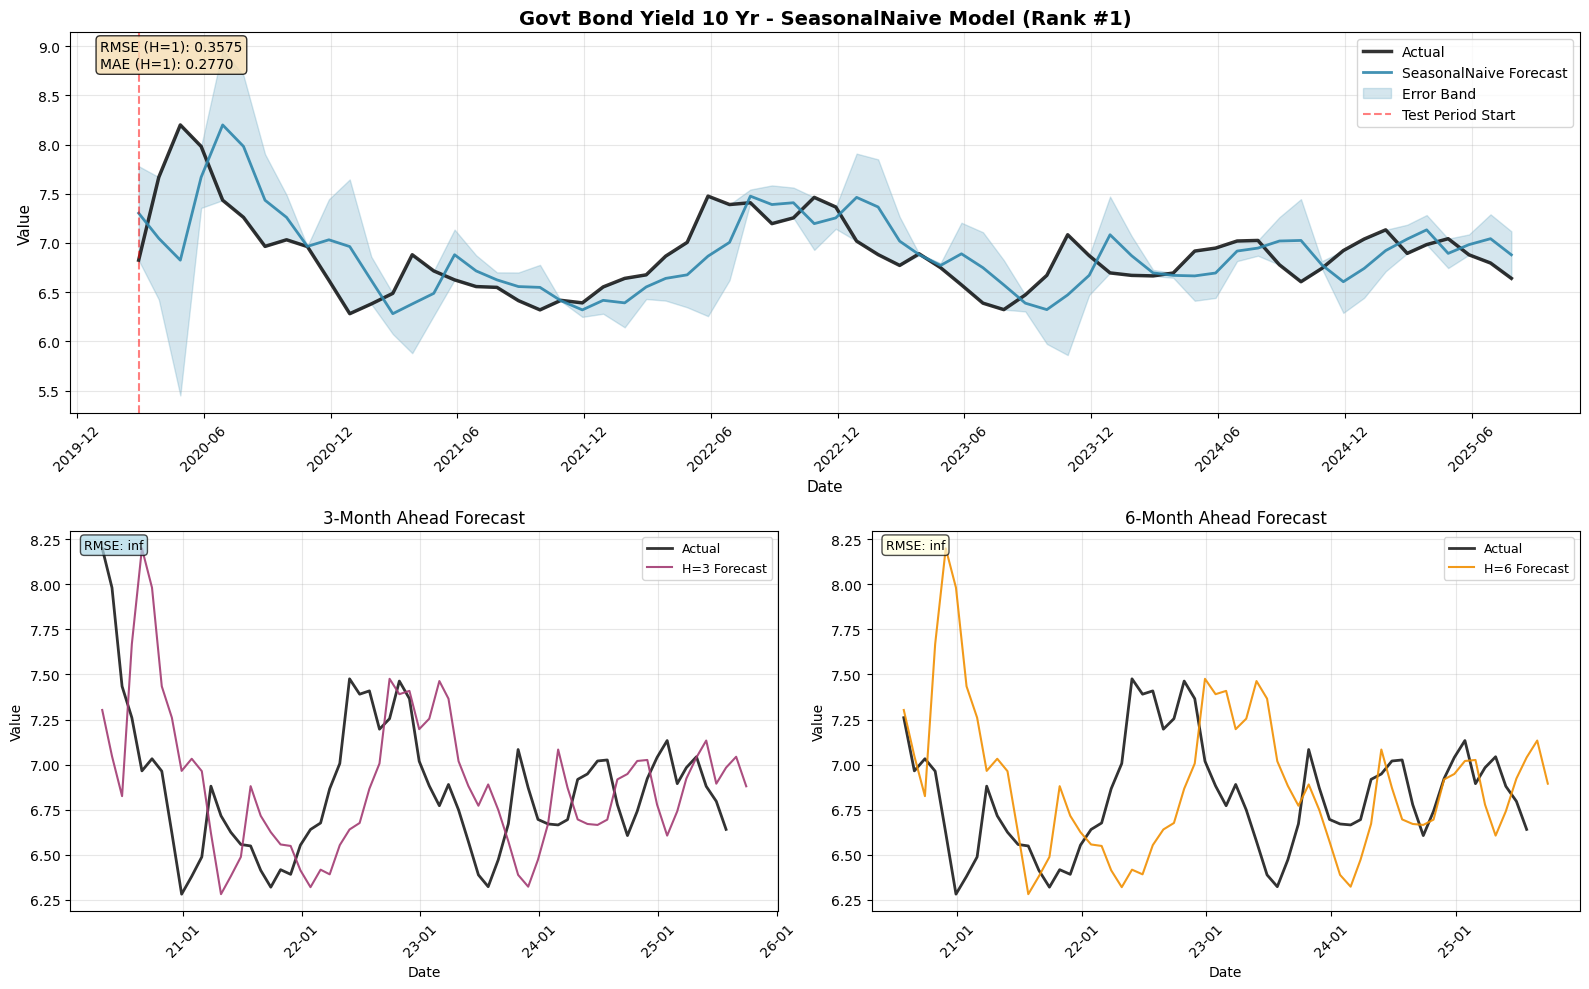 Govt Bond Yield 10 Yr - SeasonalNaive Model (Rank #1)
RMSE (H=1): 0.3575
MAE (H=1): 0.2770
Actual
SeasonalNaive Forecast
Error Band
Test Period Start
Value
9.0
8.5
8.0
7.5
7.0
6.5
6.0
5.5
2019-12
2020-06
2020-12
2021-06
2021-12
2022-06
2022-12
2023-06
2023-12
2024-06
2024-12
2025-06
Date
3-Month Ahead Forecast
RMSE: inf
Actual
H=3 Forecast
Value
8.25
8.00
7.75
7.50
7.25
7.00
6.75
6.50
6.25
21-01
22-01
23-01
24-01
25-01
26-01
Date
6-Month Ahead Forecast
RMSE: inf
Actual
H=6 Forecast
Value
8.25
8.00
7.75
7.50
7.25
7.00
6.75
6.50
6.25
21-01
22-01
23-01
24-01
25-01
Date